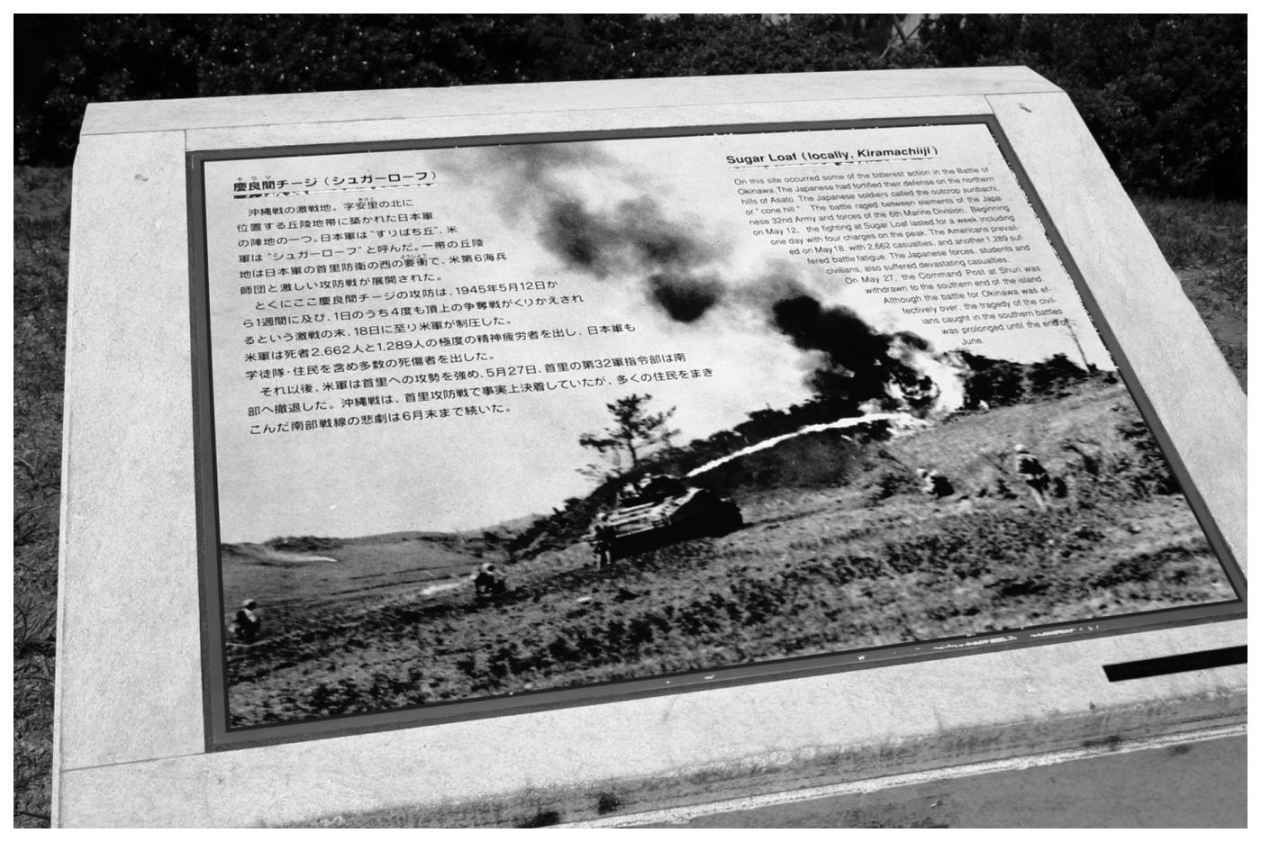 慶良間チージ（シュガーローフ）
沖縄戦の激戦地、字安里の北に
位置する丘陵地帯に築かれた日本軍
の陣地の一つ。日本軍は“すりばち丘”、米
軍は“シュガーローフ”と呼んだ。一帯の丘陵
地は日本軍の首里防衛の西の要衝で、米第6海兵
師団と激しい攻防戦が展開された。
とくにここ慶良間チージの攻防は、1945年5月12日か
ら1週間に及び、1日のうち4度も頂上の争奪戦がくりかえされ
るという激戦の末、18日に至り米軍が制圧した。
米軍は死者2,662人と1,289人の極度の精神疲労者を出し、日本軍も
学徒隊・住民を含め多数の死傷者を出した。
それ以後、米軍は首里への攻勢を強め、5月27日、首里の第32軍指令部は南
部へ撤退した。沖縄戦は、首里攻防戦で事実上決着していたが、多くの住民をまき
こんだ南部戦線の悲劇は6月末まで続いた。
Sugar Loaf (locally, Kiramachiiji)
On this site occurred some of the bitterest action in the Battle of
Okinawa. The Japanese had fortified their defense on the northern
hills of Asato. The Japanese soldiers called the outcrop suribachi,
or," cone hill ". The battle raged between elements of the Japa
nese 32nd Army and forces of the 6th Marine Division. Beginning
on May 12, the fighting at Sugar Loaf lasted for a week including
one day with four charges on the peak. The Americans prevail-
ed on May 18, with 2,662 casualties, and another 1,289 suf-
fered battle fatigue. The Japanese forces, students and
civilians, also suffered devastating casualties.
On May 27, the Command Post at Shuri was
withdrawn to the southern end of the island.
Although the battle for Okinawa was ef-
fectively over, the tragedy of the civil-
ians caught in the southern battles
was prolonged until the end of
June.